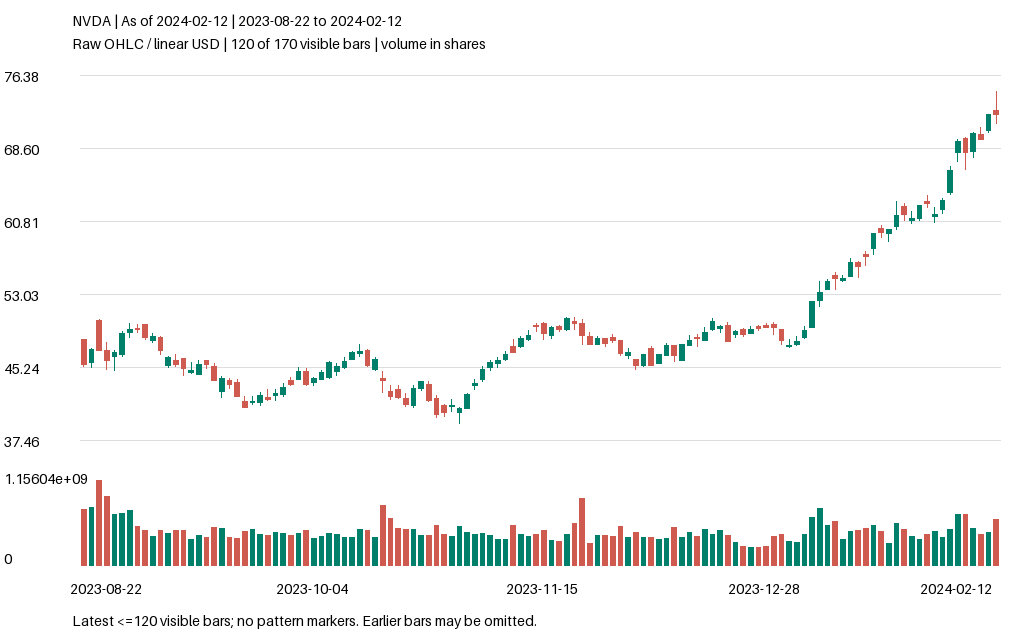 NVDA | As of 2024-02-12 | 2023-08-22 to 2024-02-12
Raw OHLC / linear USD | 120 of 170 visible bars | volume in shares
76.38
68.60
60.81
53.03
45.24
37.46
1.15604e+09
0
2023-08-22 2023-10-04 2023-11-15 2023-12-28 2024-02-12
Latest <=120 visible bars; no pattern markers. Earlier bars may be omitted.